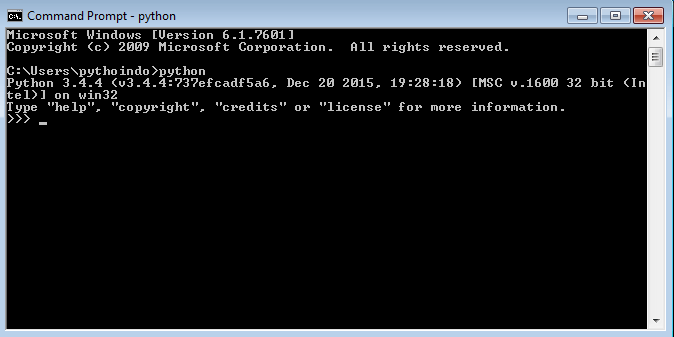 Command Prompt - python
Microsoft Windows [Version 6.1.7601]
Copyright (c) 2009 Microsoft Corporation.  All rights reserved.
C:\Users\pythoindo>python
Python 3.4.4 (v3.4.4:737efcadf5a6, Dec 20 2015, 19:28:18) [MSC v.1600 32 bit (In
tel)] on win32
Type "help", "copyright", "credits" or "license" for more information.
>>> _